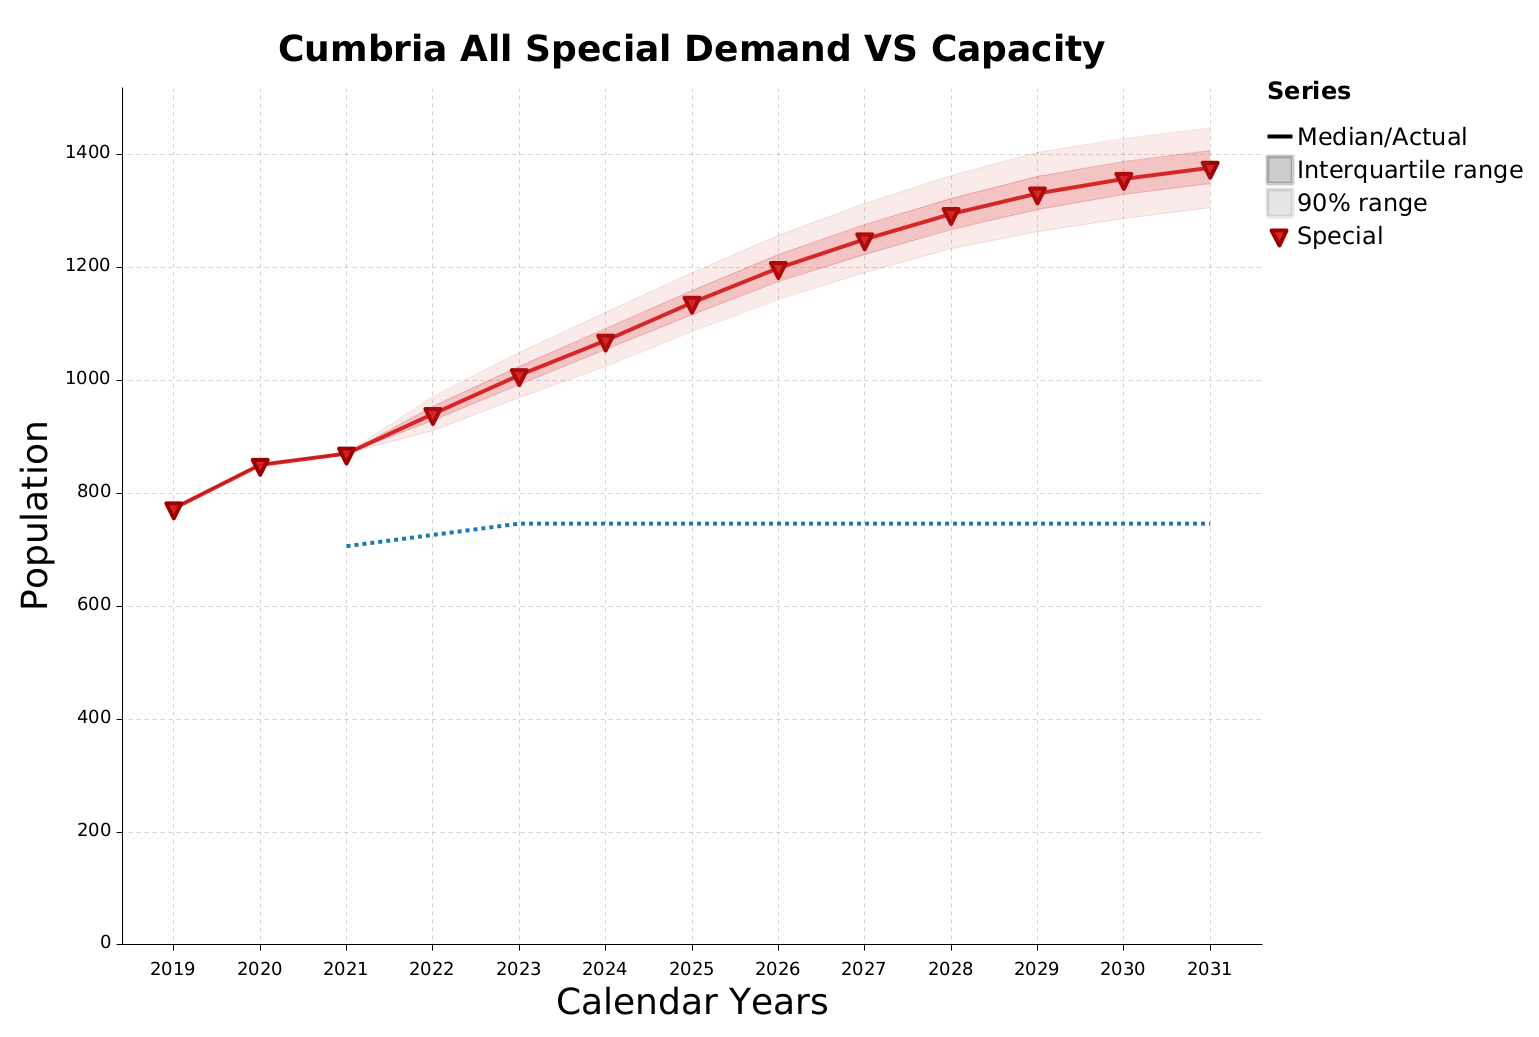 Cumbria All Special Demand VS Capacity
Series
Median/Actual
Interquartile range
90% range
Special
Population
1400
1200
1000
800
600
400
200
0
2019 2020 2021 2022 2023 2024 2025 2026 2027 2028 2029 2030 2031
Calendar Years